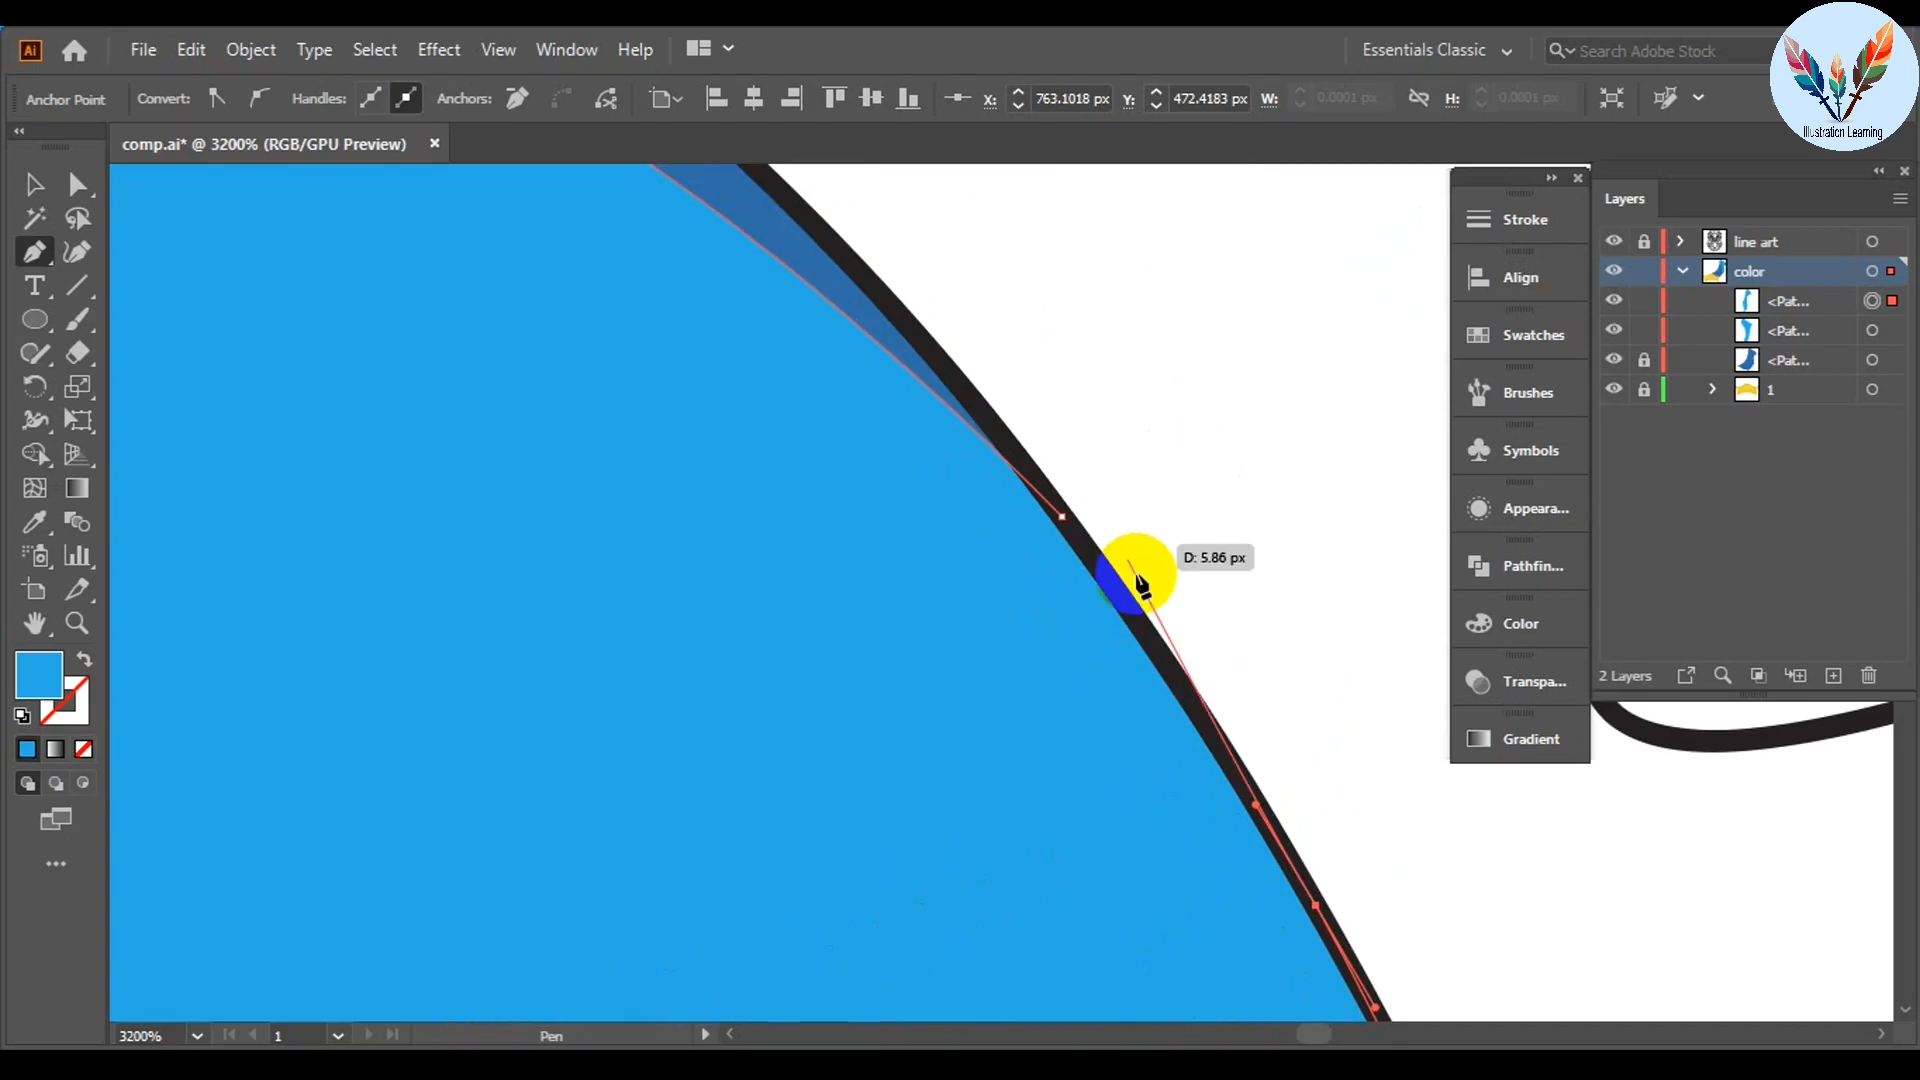 Ai File Edit Object Type Select Effect View Window Help Essentials Classic Search Adobe Stock
Anchor Point Convert: Handles: Anchors: X: 763.1018 px Y: 472.4183 px W: 0.0001 px H: 0.0001 px
Illustration Learning
comp.ai* @ 3200% (RGB/GPU Preview)
Stroke
Align
Swatches
Brushes
Symbols
Appeara...
Pathfin...
Color
Transpa...
Gradient
Layers
line art
color
<Pat...
<Pat...
<Pat...
1
2 Layers
D: 5.86 px
3200% 1 Pen